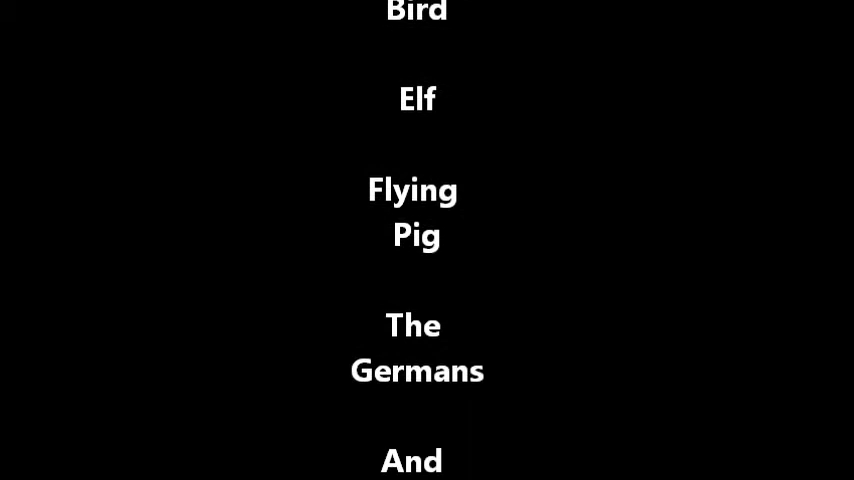 Bird
Elf
Flying
Pig
The
Germans
And